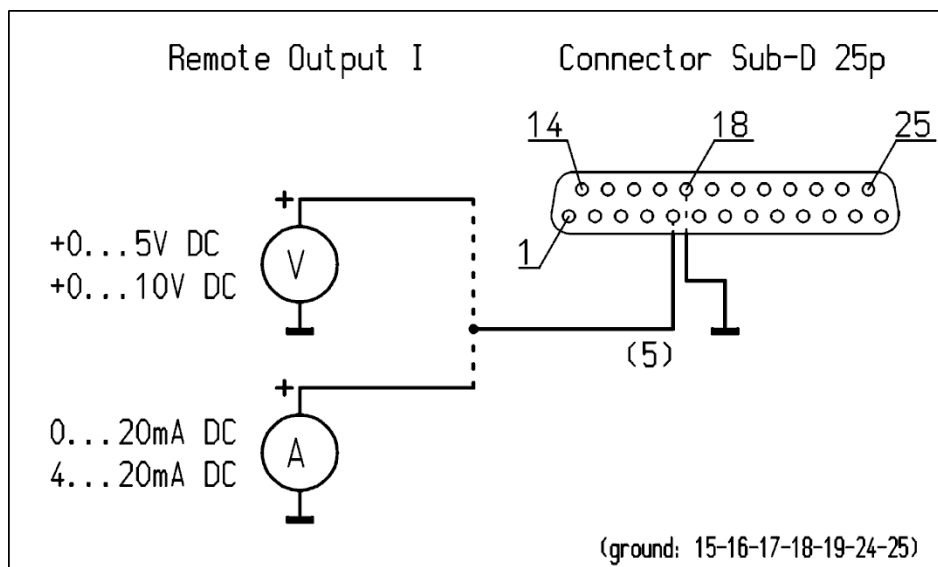 Remote Output I
Connector Sub-D 25p
14
18
25
1
+
+0...5V DC
+0...10V DC
V
(5)
+
0...20mA DC
4...20mA DC
A
(ground: 15-16-17-18-19-24-25)